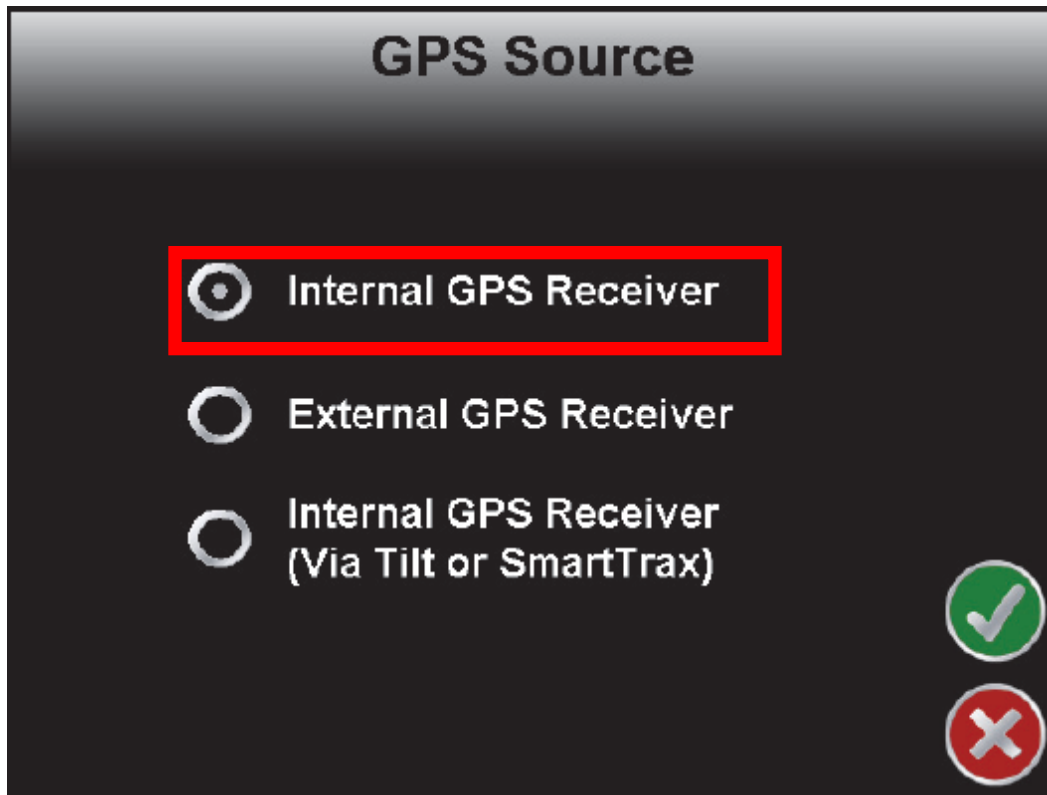 GPS Source
Internal GPS Receiver
External GPS Receiver
Internal GPS Receiver
(Via Tilt or SmartTrax)